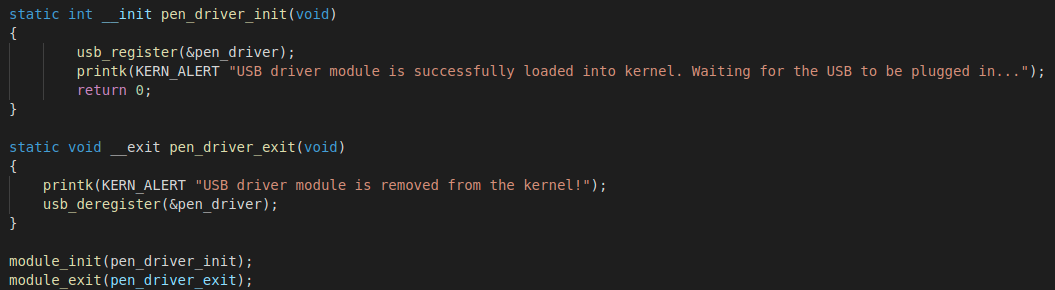 static int __init pen_driver_init(void)
{
        usb_register(&pen_driver);
        printk(KERN_ALERT "USB driver module is successfully loaded into kernel. Waiting for the USB to be plugged in...");
        return 0;
}

static void __exit pen_driver_exit(void)
{
    printk(KERN_ALERT "USB driver module is removed from the kernel!");
    usb_deregister(&pen_driver);
}

module_init(pen_driver_init);
module_exit(pen_driver_exit);